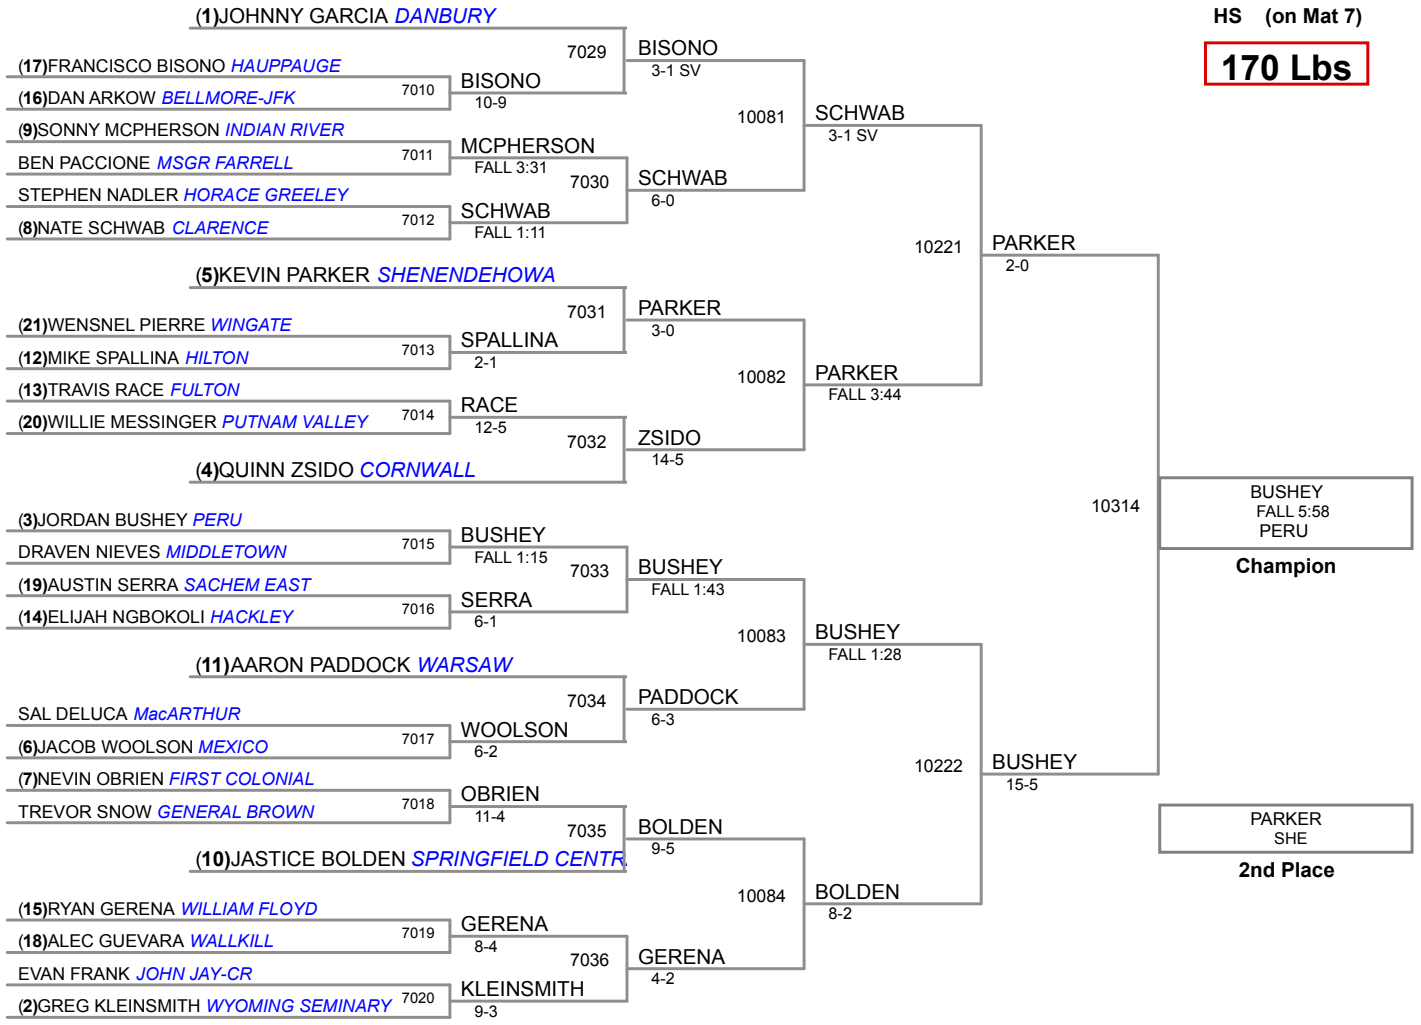 (1)JOHNNY GARCIA DANBURY
HS (on Mat 7)
170 Lbs
7029
BISONO
3-1 SV
(17)FRANCISCO BISONO HAUPPAUGE
7010
BISONO
10-9
(16)DAN ARKOW BELLMORE-JFK
10081
SCHWAB
3-1 SV
(9)SONNY MCPHERSON INDIAN RIVER
7011
MCPHERSON
FALL 3:31
BEN PACCIONE MSGR FARRELL
7030
SCHWAB
6-0
STEPHEN NADLER HORACE GREELEY
7012
SCHWAB
FALL 1:11
(8)NATE SCHWAB CLARENCE
10221
PARKER
2-0
(5)KEVIN PARKER SHENENDEHOWA
7031
PARKER
3-0
(21)WENSNEL PIERRE WINGATE
7013
SPALLINA
2-1
(12)MIKE SPALLINA HILTON
10082
PARKER
FALL 3:44
(13)TRAVIS RACE FULTON
7014
RACE
12-5
(20)WILLIE MESSINGER PUTNAM VALLEY
7032
ZSIDO
14-5
(4)QUINN ZSIDO CORNWALL
10314
BUSHEY
FALL 5:58
PERU
Champion
(3)JORDAN BUSHEY PERU
7015
BUSHEY
FALL 1:15
DRAVEN NIEVES MIDDLETOWN
7033
BUSHEY
FALL 1:43
(19)AUSTIN SERRA SACHEM EAST
7016
SERRA
6-1
(14)ELIJAH NGBOKOLI HACKLEY
10083
BUSHEY
FALL 1:28
(11)AARON PADDOCK WARSAW
7034
PADDOCK
6-3
SAL DELUCA MacARTHUR
7017
WOOLSON
6-2
(6)JACOB WOOLSON MEXICO
10222
BUSHEY
15-5
(7)NEVIN OBRIEN FIRST COLONIAL
7018
OBRIEN
11-4
TREVOR SNOW GENERAL BROWN
7035
BOLDEN
9-5
PARKER
SHE
2nd Place
(10)JASTICE BOLDEN SPRINGFIELD CENTR
10084
BOLDEN
8-2
(15)RYAN GERENA WILLIAM FLOYD
7019
GERENA
8-4
(18)ALEC GUEVARA WALLKILL
7036
GERENA
4-2
EVAN FRANK JOHN JAY-CR
7020
KLEINSMITH
9-3
(2)GREG KLEINSMITH WYOMING SEMINARY